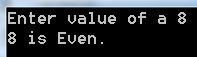 Enter value of a 8
8 is Even.